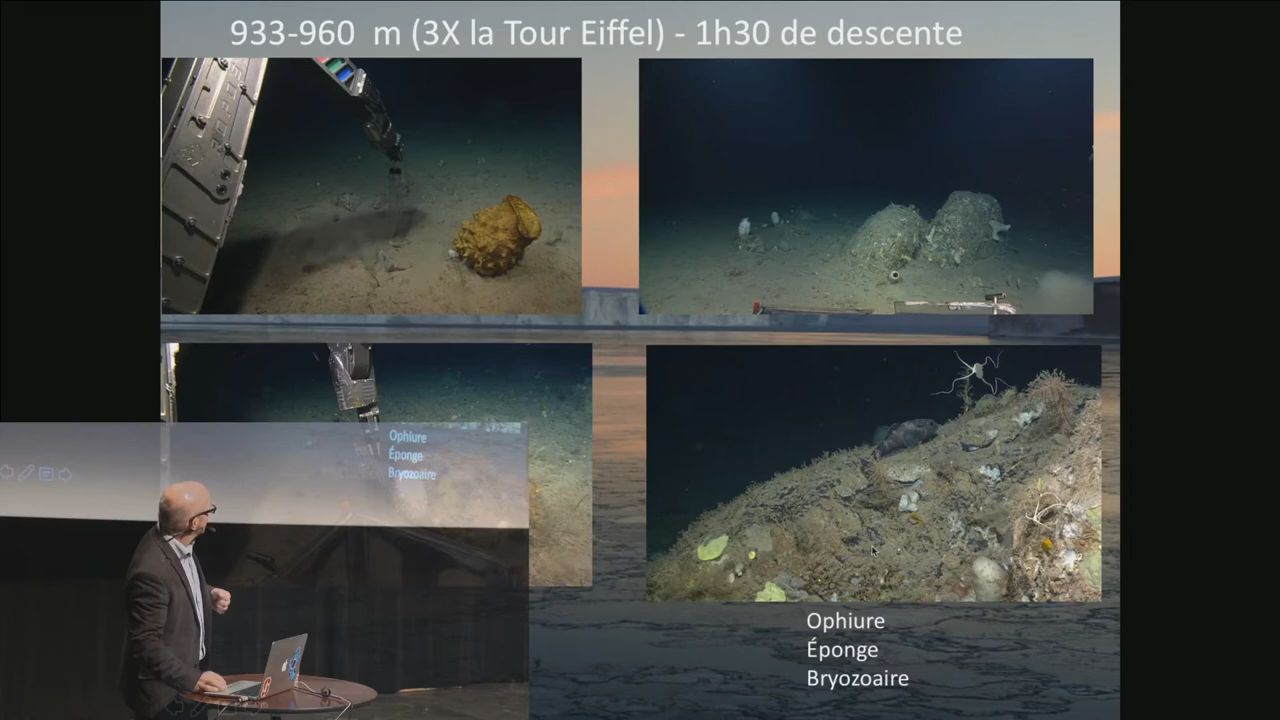 933-960 m (3X la Tour Eiffel) - 1h30 de descente
Ophiure
Éponge
Bryozoaire
Ophiure
Éponge
Bryozoaire